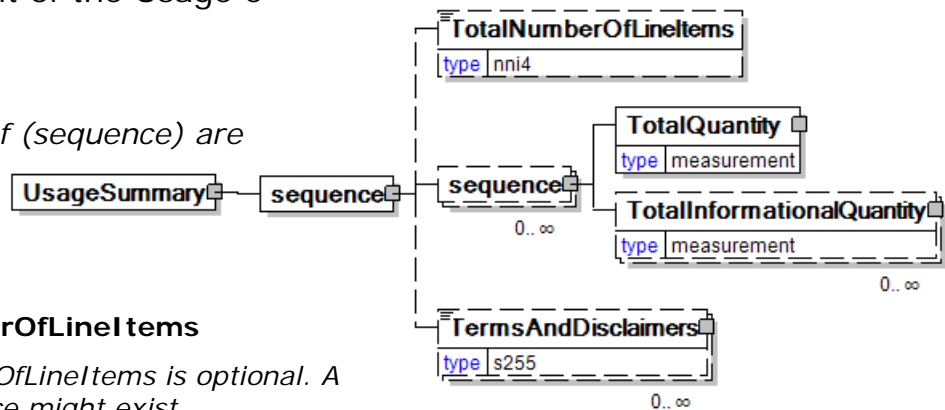 t of the Usage
TotalNumberOfLineItems
type nni4
f (sequence) are
TotalQuantity
type measurement
UsageSummary
sequence
sequence
0.. ∞
TotalInformationalQuantity
type measurement
0.. ∞
rOfLineItems
TermsAndDisclaimers
type s255
OfLineItems is optional. A
0.. ∞
ce might exist